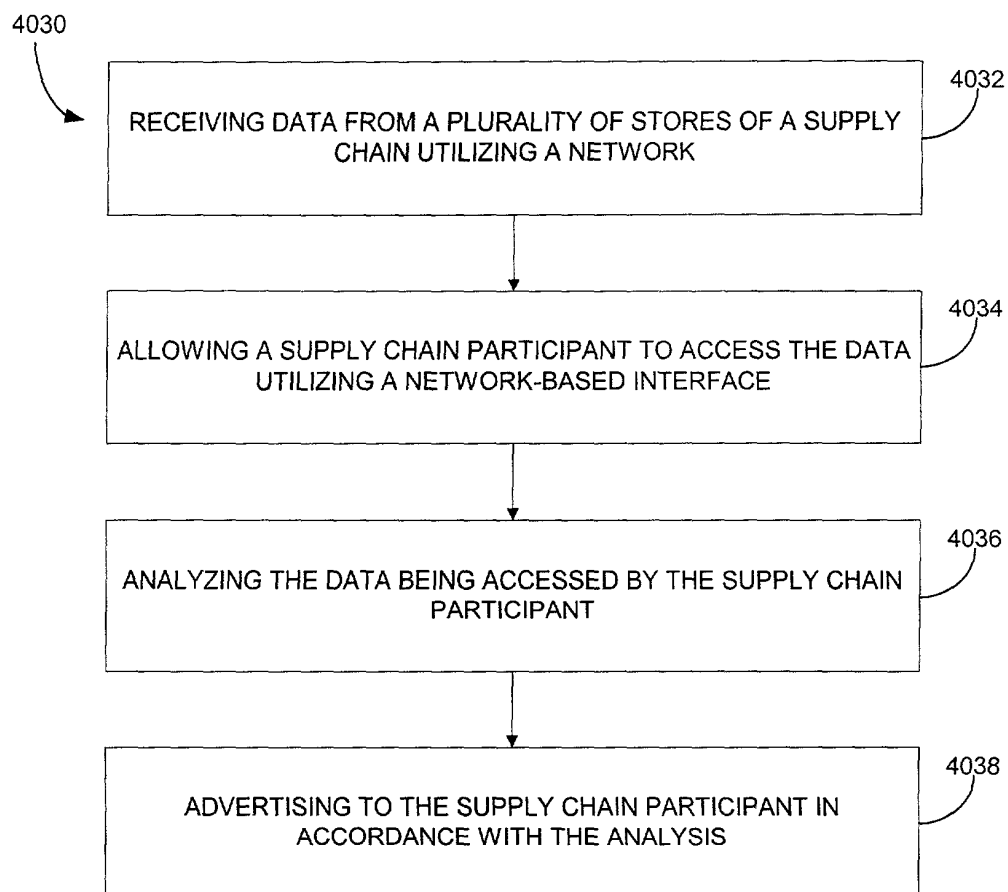 4030
4032
RECEIVING DATA FROM A PLURALITY OF STORES OF A SUPPLY
CHAIN UTILIZING A NETWORK
4034
ALLOWING A SUPPLY CHAIN PARTICIPANT TO ACCESS THE DATA
UTILIZING A NETWORK-BASED INTERFACE
4036
ANALYZING THE DATA BEING ACCESSED BY THE SUPPLY CHAIN
PARTICIPANT
4038
ADVERTISING TO THE SUPPLY CHAIN PARTICIPANT IN
ACCORDANCE WITH THE ANALYSIS